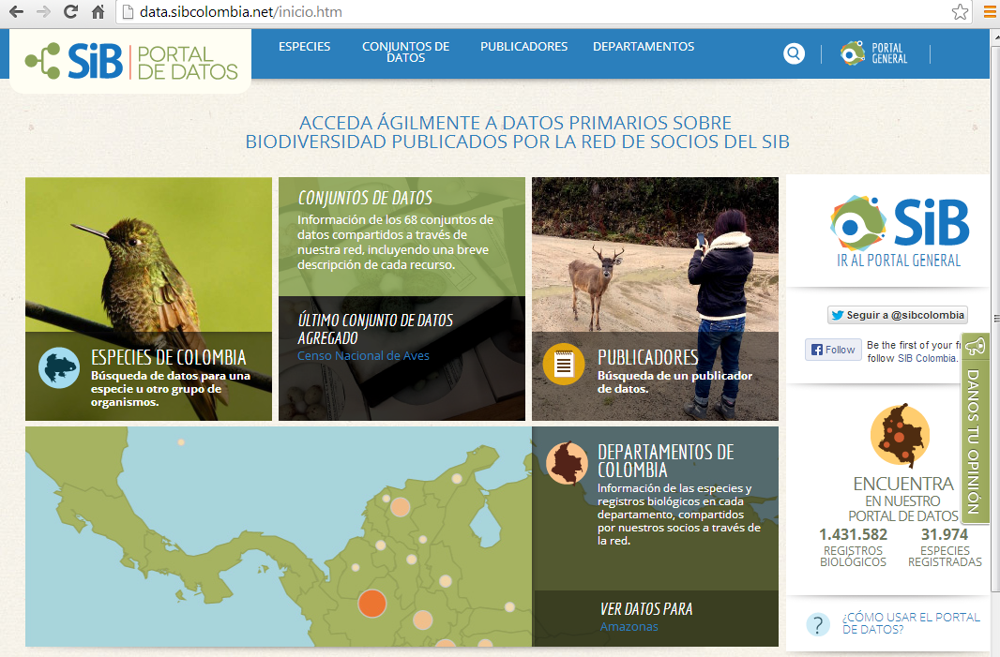 data.sibcolombia.net/inicio.htm
SiB PORTAL
DE DATOS
ESPECIES
CONJUNTOS DE
DATOS
PUBLICADORES
DEPARTAMENTOS
PORTAL
GENERAL
ACCEDA ÁGILMENTE A DATOS PRIMARIOS SOBRE
BIODIVERSIDAD PUBLICADOS POR LA RED DE SOCIOS DEL SIB
ESPECIES DE COLOMBIA
Búsqueda de datos para una
especie u otro grupo de
organismos.
CONJUNTOS DE DATOS
Información de los 68 conjuntos de
datos compartidos a través de
nuestra red, incluyendo una breve
descripción de cada recurso.
ÚLTIMO CONJUNTO DE DATOS
AGREGADO
Censo Nacional de Aves
PUBLICADORES
Búsqueda de un publicador
de datos.
DEPARTAMENTOS DE
COLOMBIA
Información de las especies y
registros biológicos en cada
departamento, compartidos
por nuestros socios a través de
la red.
VER DATOS PARA
Amazonas
SiB
IR AL PORTAL GENERAL
Seguir a @sibcolombia
Follow
Be the first of your
follow SIB Colombia.
DANOS TU OPINIÓN
ENCUENTRA
EN NUESTRO
PORTAL DE DATOS
1.431.582
REGISTROS
BIOLÓGICOS
31.974
ESPECIES
REGISTRADAS
?
¿CÓMO USAR EL PORTAL
DE DATOS?